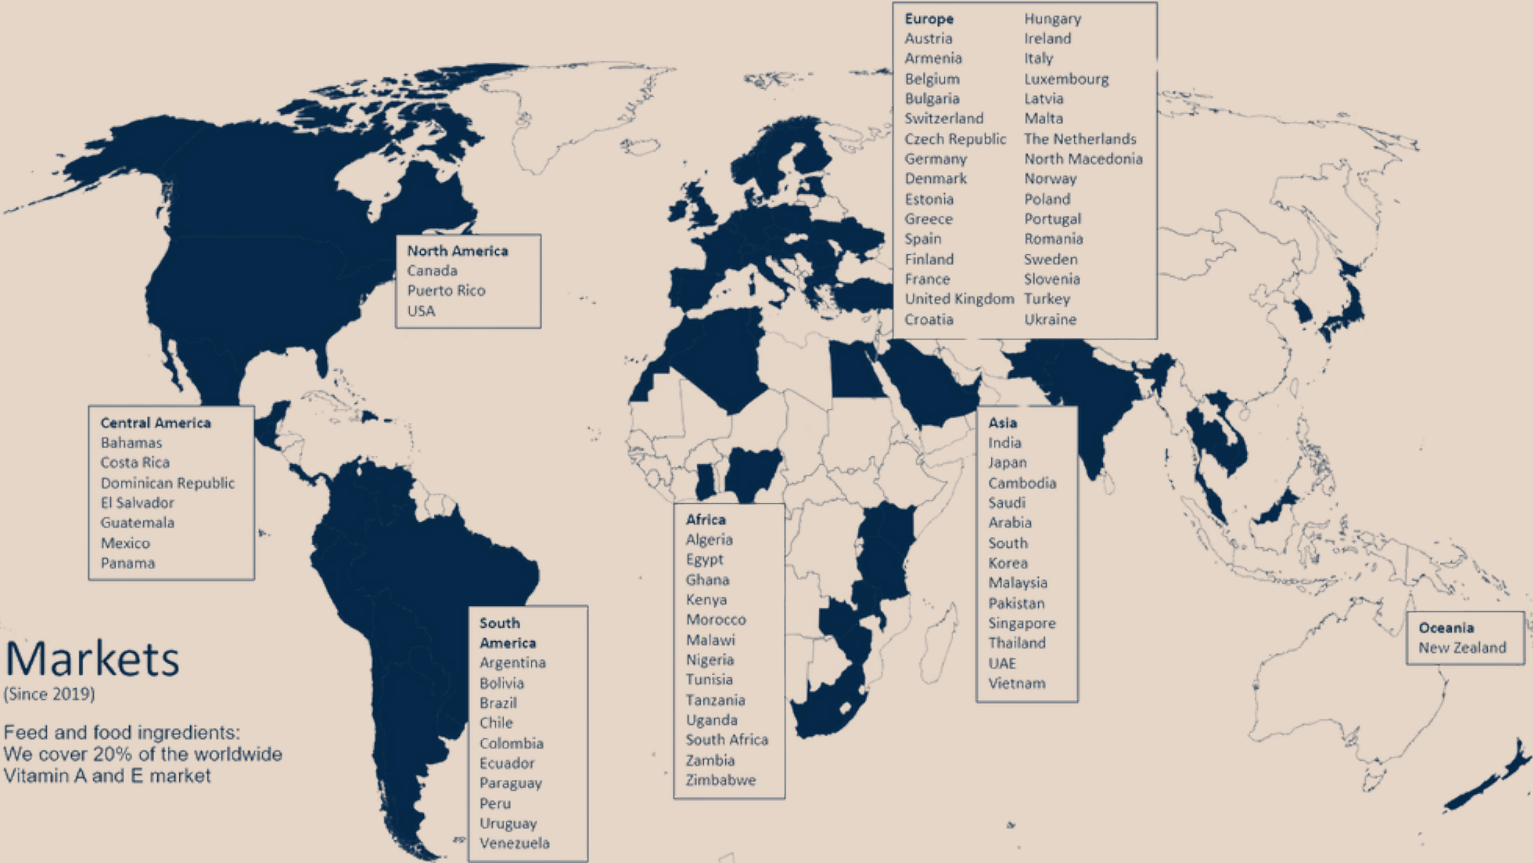 Europe
Austria
Armenia
Belgium
Bulgaria
Switzerland
Czech Republic
Germany
Denmark
Estonia
Greece
Spain
Finland
France
United Kingdom
Croatia
Hungary
Ireland
Italy
Luxembourg
Latvia
Malta
The Netherlands
North Macedonia
Norway
Poland
Portugal
Romania
Sweden
Slovenia
Turkey
Ukraine
North America
Canada
Puerto Rico
USA
Central America
Bahamas
Costa Rica
Dominican Republic
El Salvador
Guatemala
Mexico
Panama
Asia
India
Japan
Cambodia
Saudi
Arabia
South
Korea
Malaysia
Pakistan
Singapore
Thailand
UAE
Vietnam
Africa
Algeria
Egypt
Ghana
Kenya
Morocco
Malawi
Nigeria
Tunisia
Tanzania
Uganda
South Africa
Zambia
Zimbabwe
South
America
Argentina
Bolivia
Brazil
Chile
Colombia
Ecuador
Paraguay
Peru
Uruguay
Venezuela
Oceania
New Zealand
Markets
(Since 2019)
Feed and food ingredients:
We cover 20% of the worldwide
Vitamin A and E market